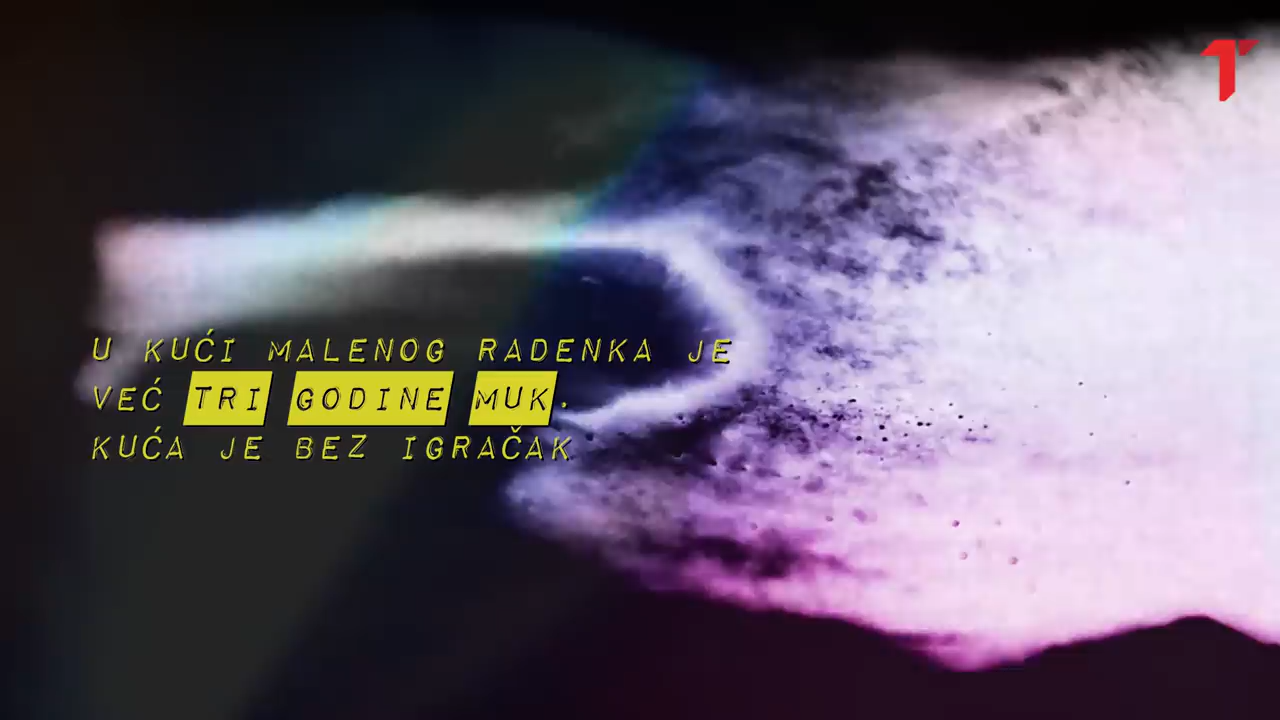 U KUĆI MALENOG RADENKA JE
VEĆ TRI GODINE MUK.
KUĆA JE BEZ IGRAČAK